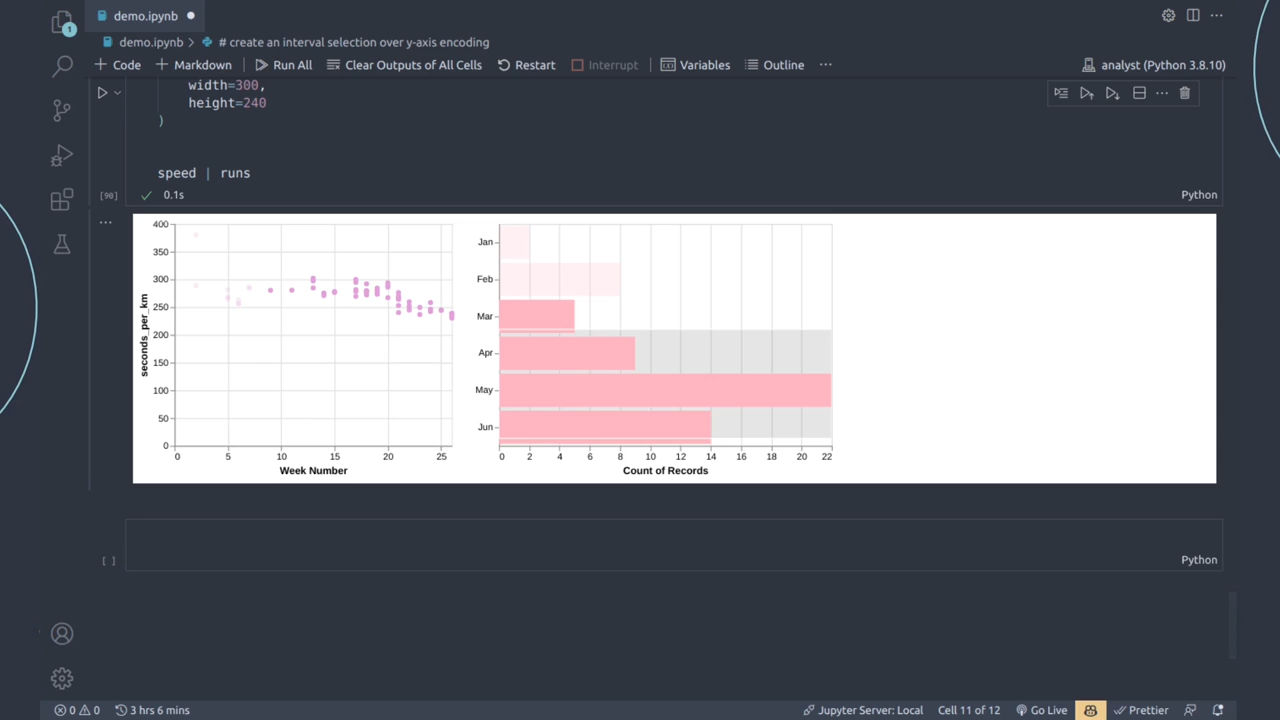 demo.ipynb
1
demo.ipynb > # create an interval selection over y-axis encoding
+ Code + Markdown Run All Clear Outputs of All Cells Restart Interrupt Variables Outline ... analyst (Python 3.8.10)
width=300,
height=240
)
speed | runs
[90] 0.1s Python
400
350
300
250
200
150
100
50
0
seconds_per_km
0 5 10 15 20 25
Week Number
Jan
Feb
Mar
Apr
May
Jun
0 2 4 6 8 10 12 14 16 18 20 22
Count of Records
[ ] Python
0 0 3 hrs 6 mins Jupyter Server: Local Cell 11 of 12 Go Live Prettier